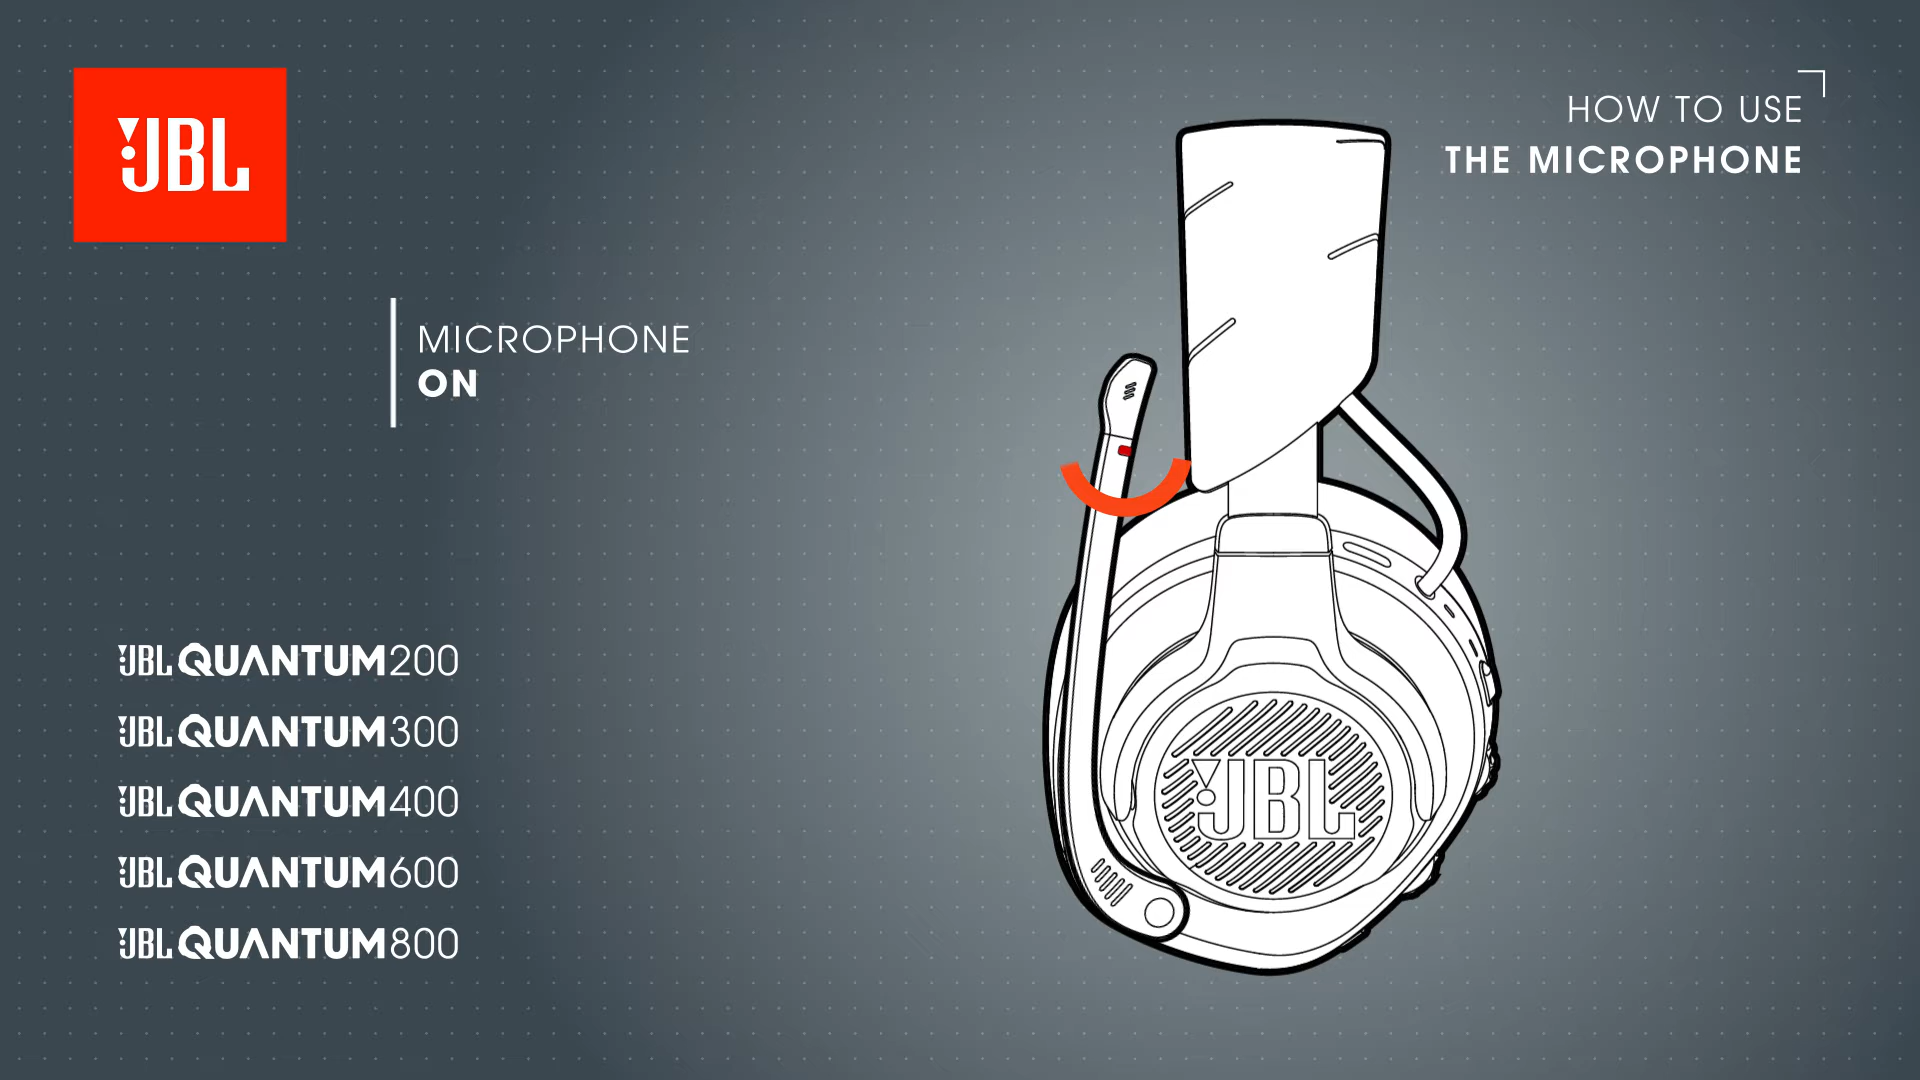 JBL
HOW TO USE
THE MICROPHONE
MICROPHONE
ON
JBL QUANTUM200
JBL QUANTUM300
JBL QUANTUM400
JBL QUANTUM600
JBL QUANTUM800
JBL